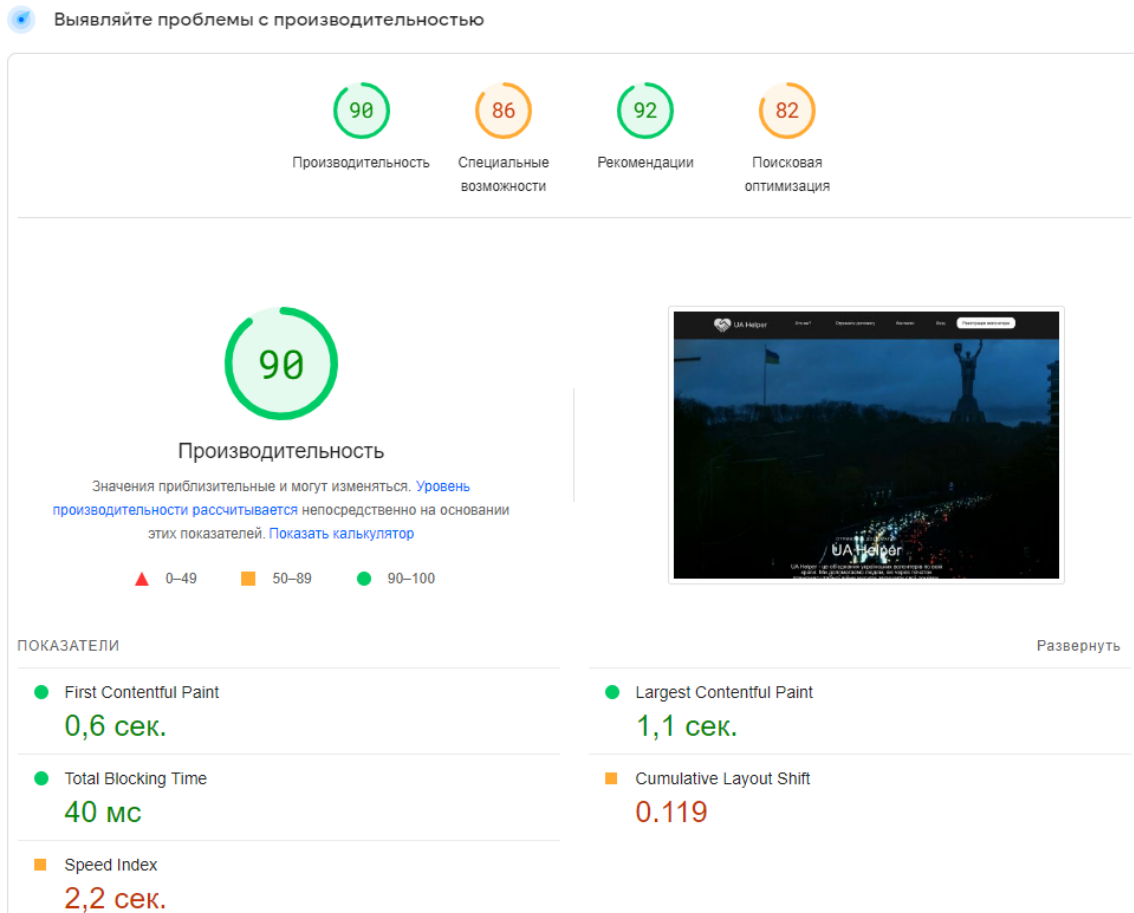 Выявляйте проблемы с производительностью
90
86
92
82
Производительность
Специальные
возможности
Рекомендации
Поисковая
оптимизация
90
Производительность
Значения приблизительные и могут изменяться. Уровень
производительности рассчитывается непосредственно на основании
этих показателей. Показать калькулятор
0–49
50–89
90–100
UA Helper
UA Helper
ПОКАЗАТЕЛИ
Развернуть
First Contentful Paint
0,6 сек.
Largest Contentful Paint
1,1 сек.
Total Blocking Time
40 мс
Cumulative Layout Shift
0.119
Speed Index
2,2 сек.